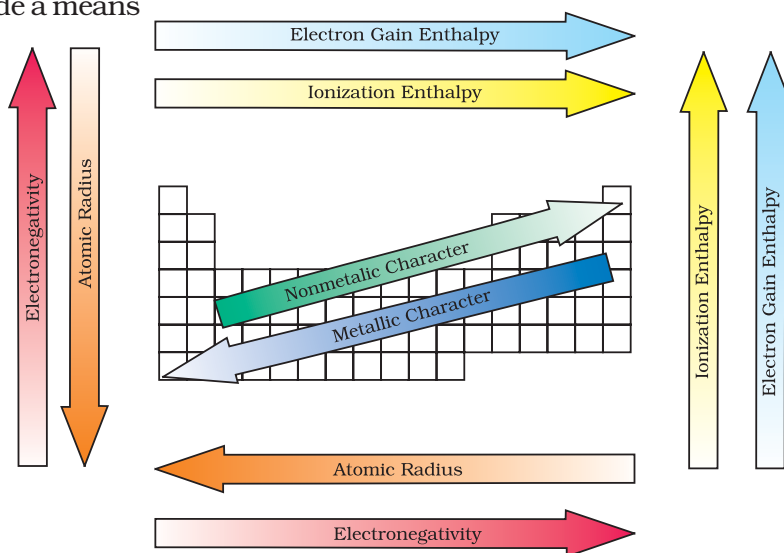 de a means
Electron Gain Enthalpy
Ionization Enthalpy
Electronegativity
Atomic Radius
Nonmetalic Character
Metallic Character
Ionization Enthalpy
Electron Gain Enthalpy
Atomic Radius
Electronegativity